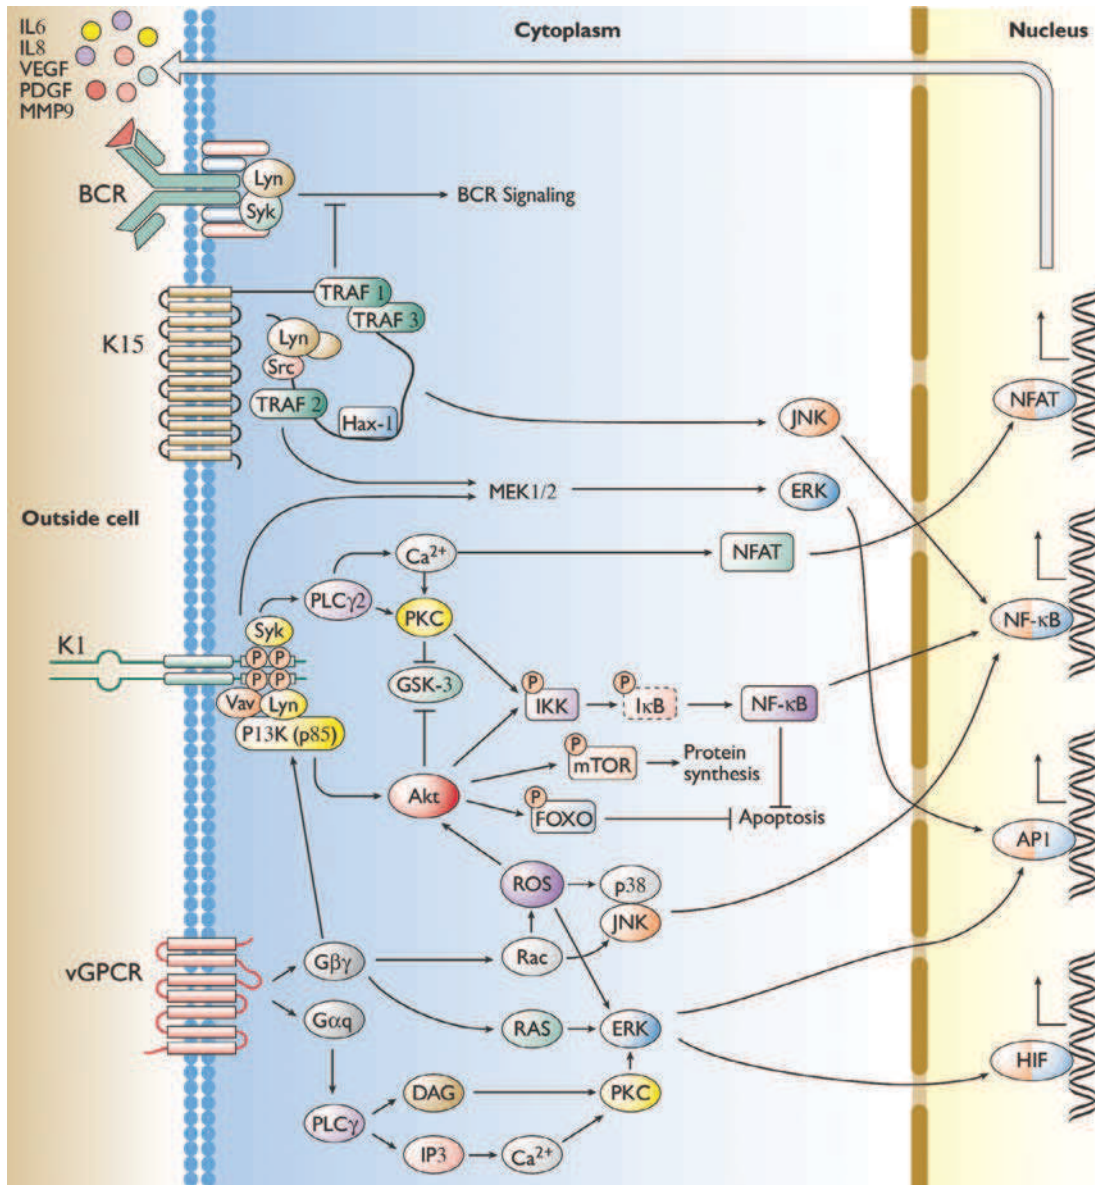 IL6
IL8
VEGF
PDGF
MMP9
Cytoplasm
Nucleus
BCR
Lyn
Syk
BCR Signaling
K15
TRAF 1
TRAF 3
Lyn
Src
TRAF 2
Hax-1
JNK
NFAT
MEK1/2
ERK
Outside cell
Ca2+
NFAT
PLCγ2
PKC
NF-κB
K1
Syk
P P
P P
Vav
Lyn
P13K (p85)
GSK-3
P
IKK
P
IκB
NF-κB
P
mTOR
Protein
synthesis
Akt
P
FOXO
Apoptosis
AP1
ROS
p38
JNK
vGPCR
Gβγ
Rac
Gαq
RAS
ERK
HIF
DAG
PKC
PLCγ
IP3
Ca2+